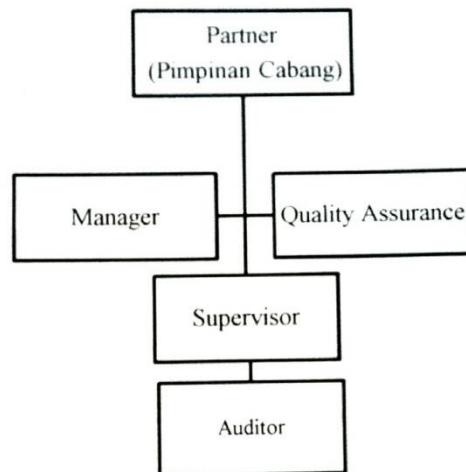 Partner
(Pimpinan Cabang)
Manager
Quality Assurance
Supervisor
Auditor